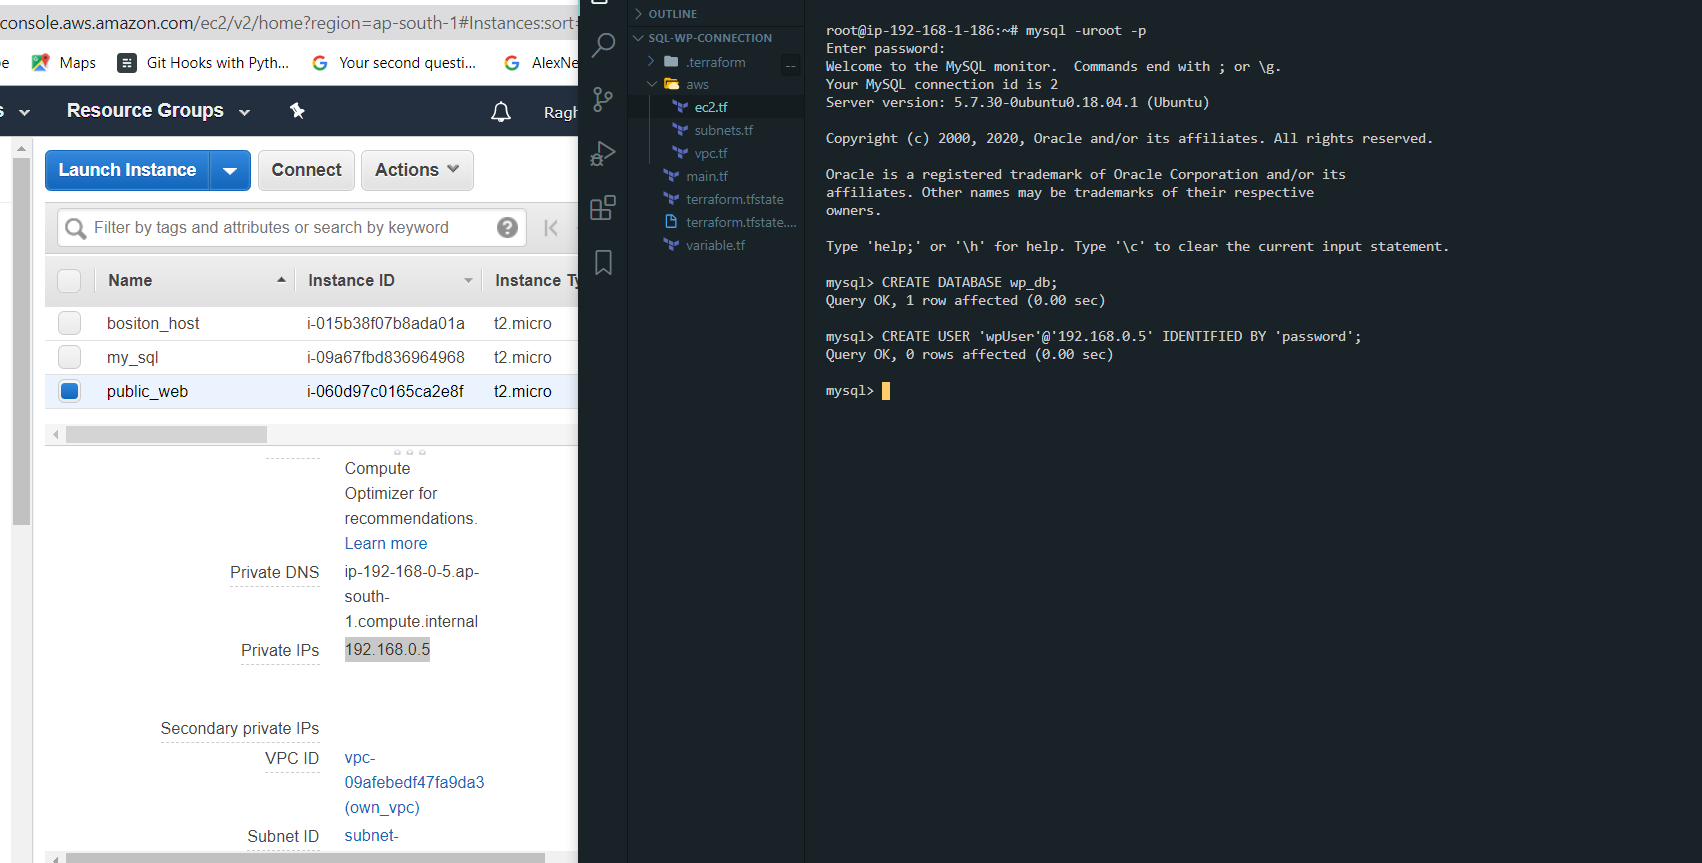 console.aws.amazon.com/ec2/v2/home?region=ap-south-1#Instances:sort
e Maps Git Hooks with Pyth... Your second questi... AlexNe
s Resource Groups Ragh
Launch Instance Connect Actions
Filter by tags and attributes or search by keyword
Name Instance ID Instance Ty
bositon_host i-015b38f07b8ada01a t2.micro
my_sql i-09a67fbd836964968 t2.micro
public_web i-060d97c0165ca2e8f t2.micro
Compute
Optimizer for
recommendations.
Learn more
Private DNS ip-192-168-0-5.ap-
south-
1.compute.internal
Private IPs 192.168.0.5
Secondary private IPs
VPC ID vpc-
09afebedf47fa9da3
(own_vpc)
Subnet ID subnet-
OUTLINE
SQL-WP-CONNECTION
.terraform
aws
ec2.tf
subnets.tf
vpc.tf
main.tf
terraform.tfstate
terraform.tfstate....
variable.tf
root@ip-192-168-1-186:~# mysql -uroot -p
Enter password:
Welcome to the MySQL monitor.  Commands end with ; or \g.
Your MySQL connection id is 2
Server version: 5.7.30-0ubuntu0.18.04.1 (Ubuntu)
Copyright (c) 2000, 2020, Oracle and/or its affiliates. All rights reserved.
Oracle is a registered trademark of Oracle Corporation and/or its
affiliates. Other names may be trademarks of their respective
owners.
Type 'help;' or '\h' for help. Type '\c' to clear the current input statement.
mysql> CREATE DATABASE wp_db;
Query OK, 1 row affected (0.00 sec)
mysql> CREATE USER 'wpUser'@'192.168.0.5' IDENTIFIED BY 'password';
Query OK, 0 rows affected (0.00 sec)
mysql>